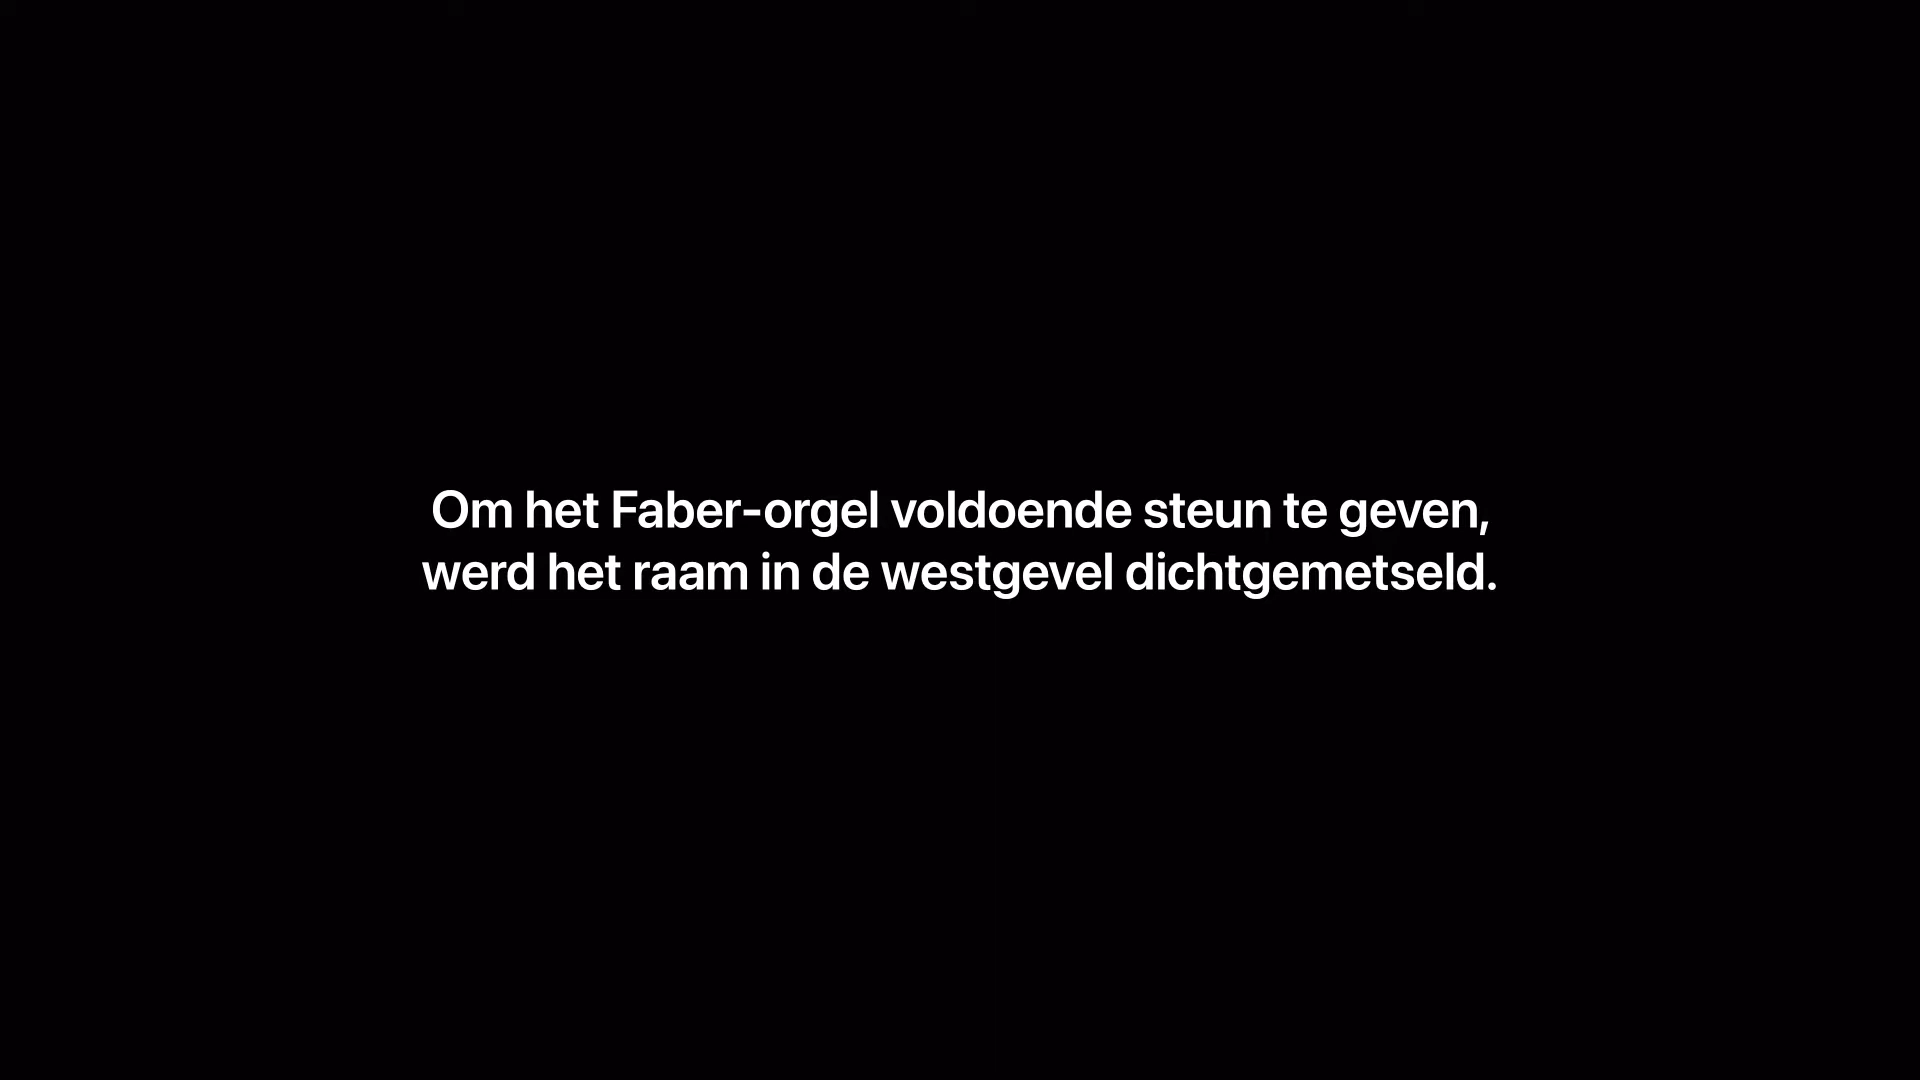 Om het Faber-orgel voldoende steun te geven,
werd het raam in de westgevel dichtgemetseld.